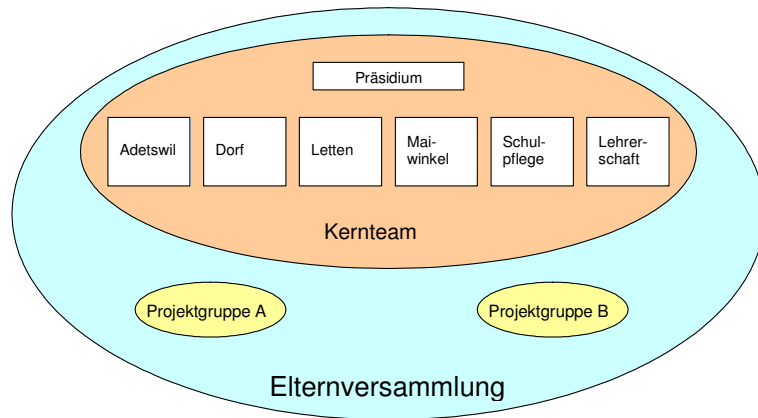 Präsidium
Adetswil
Dorf
Letten
Mai-
winkel
Schul-
pflege
Lehrer-
schaft
Kernteam
Projektgruppe A
Projektgruppe B
Elternversammlung